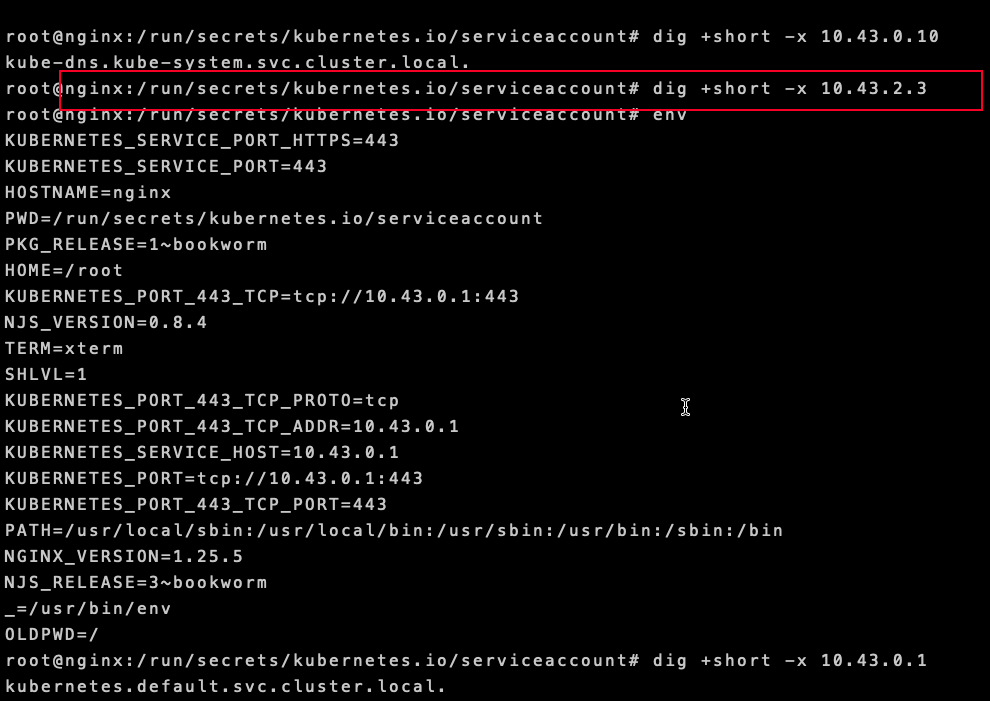 root@nginx:/run/secrets/kubernetes.io/serviceaccount# dig +short -x 10.43.0.10
kube-dns.kube-system.svc.cluster.local.
root@nginx:/run/secrets/kubernetes.io/serviceaccount# dig +short -x 10.43.2.3
root@nginx:/run/secrets/kubernetes.io/serviceaccount# env
KUBERNETES_SERVICE_PORT_HTTPS=443
KUBERNETES_SERVICE_PORT=443
HOSTNAME=nginx
PWD=/run/secrets/kubernetes.io/serviceaccount
PKG_RELEASE=1~bookworm
HOME=/root
KUBERNETES_PORT_443_TCP=tcp://10.43.0.1:443
NJS_VERSION=0.8.4
TERM=xterm
SHLVL=1
KUBERNETES_PORT_443_TCP_PROTO=tcp
KUBERNETES_PORT_443_TCP_ADDR=10.43.0.1
KUBERNETES_SERVICE_HOST=10.43.0.1
KUBERNETES_PORT=tcp://10.43.0.1:443
KUBERNETES_PORT_443_TCP_PORT=443
PATH=/usr/local/sbin:/usr/local/bin:/usr/sbin:/usr/bin:/sbin:/bin
NGINX_VERSION=1.25.5
NJS_RELEASE=3~bookworm
_=/usr/bin/env
OLDPWD=/
root@nginx:/run/secrets/kubernetes.io/serviceaccount# dig +short -x 10.43.0.1
kubernetes.default.svc.cluster.local.